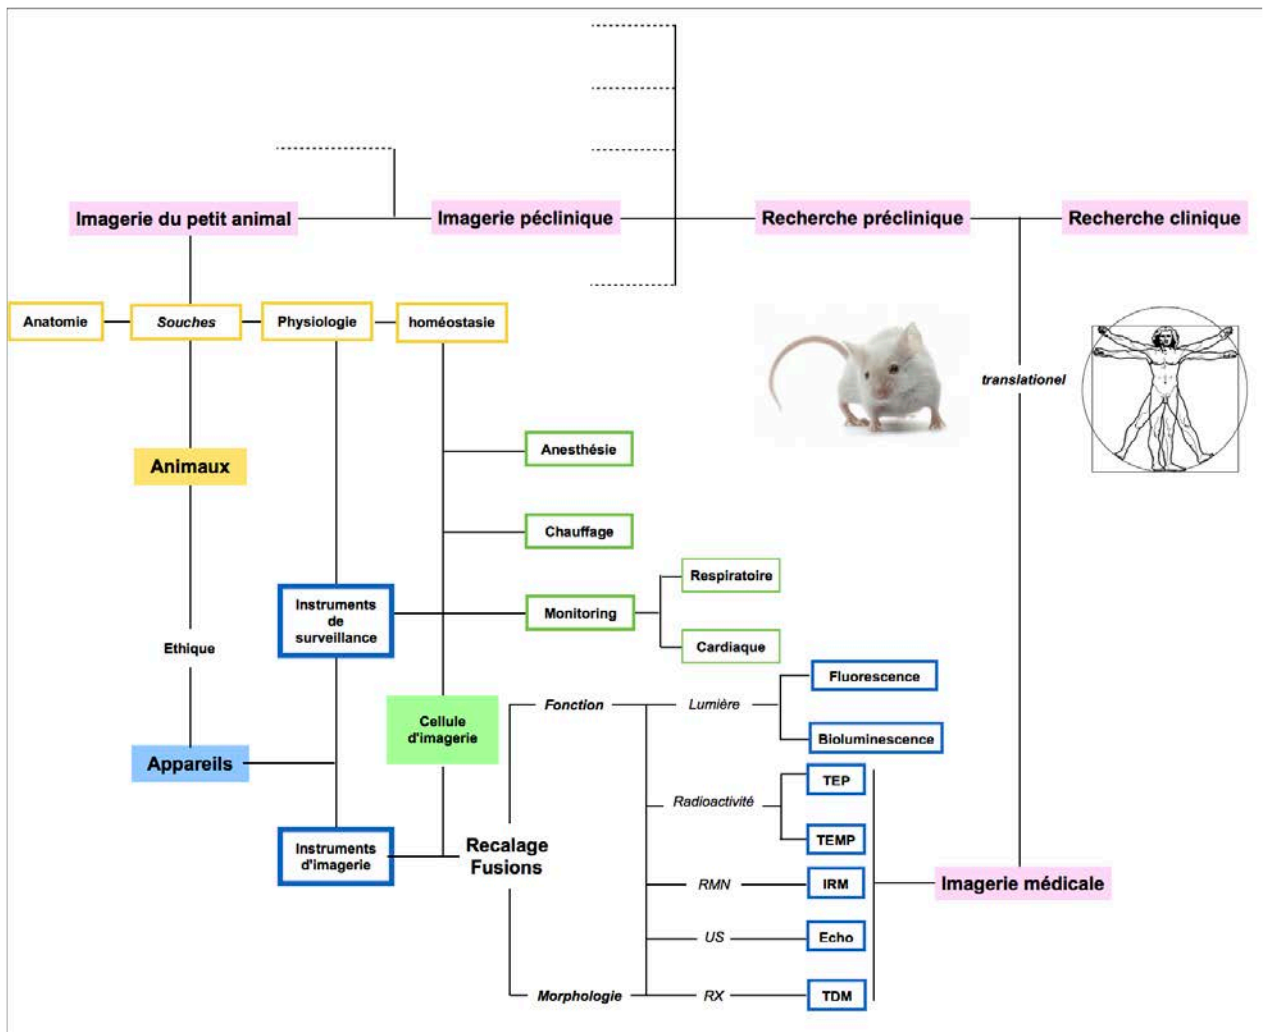 Imagerie du petit animal
Imagerie péclinique
Recherche préclinique
Recherche clinique
Anatomie
Souches
Physiologie
homéostasie
translationel
Animaux
Anesthésie
Chauffage
Instruments
de
surveillance
Monitoring
Respiratoire
Cardiaque
Ethique
Cellule
d'imagerie
Fonction
Lumière
Fluorescence
Bioluminescence
Appareils
Radioactivité
TEP
TEMP
Instruments
d'imagerie
Recalage
Fusions
RMN
IRM
Imagerie médicale
US
Echo
Morphologie
RX
TDM